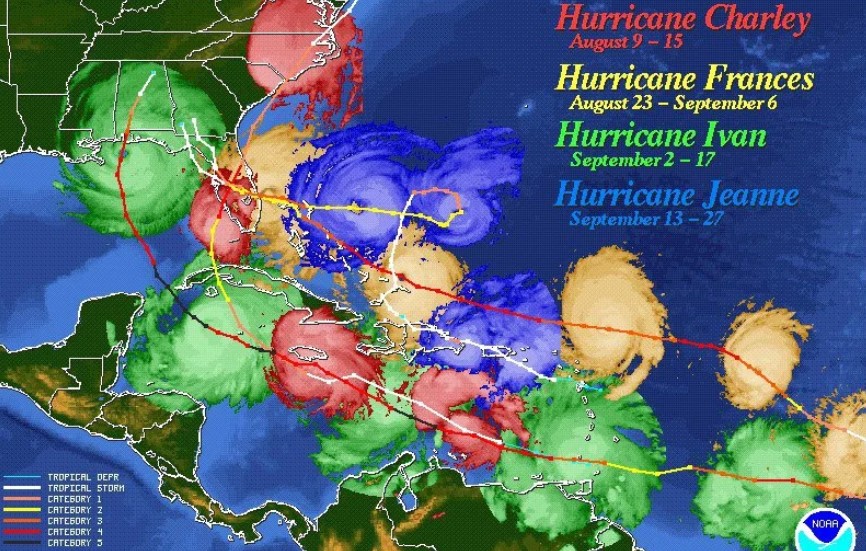 Hurricane Charley
August 9 – 15
Hurricane Frances
August 23 – September 6
Hurricane Ivan
September 2 – 17
Hurricane Jeanne
September 13 – 27
TROPICAL DEPR
TROPICAL STORM
CATEGORY 1
CATEGORY 2
CATEGORY 3
CATEGORY 4
CATEGORY 5
NOAA